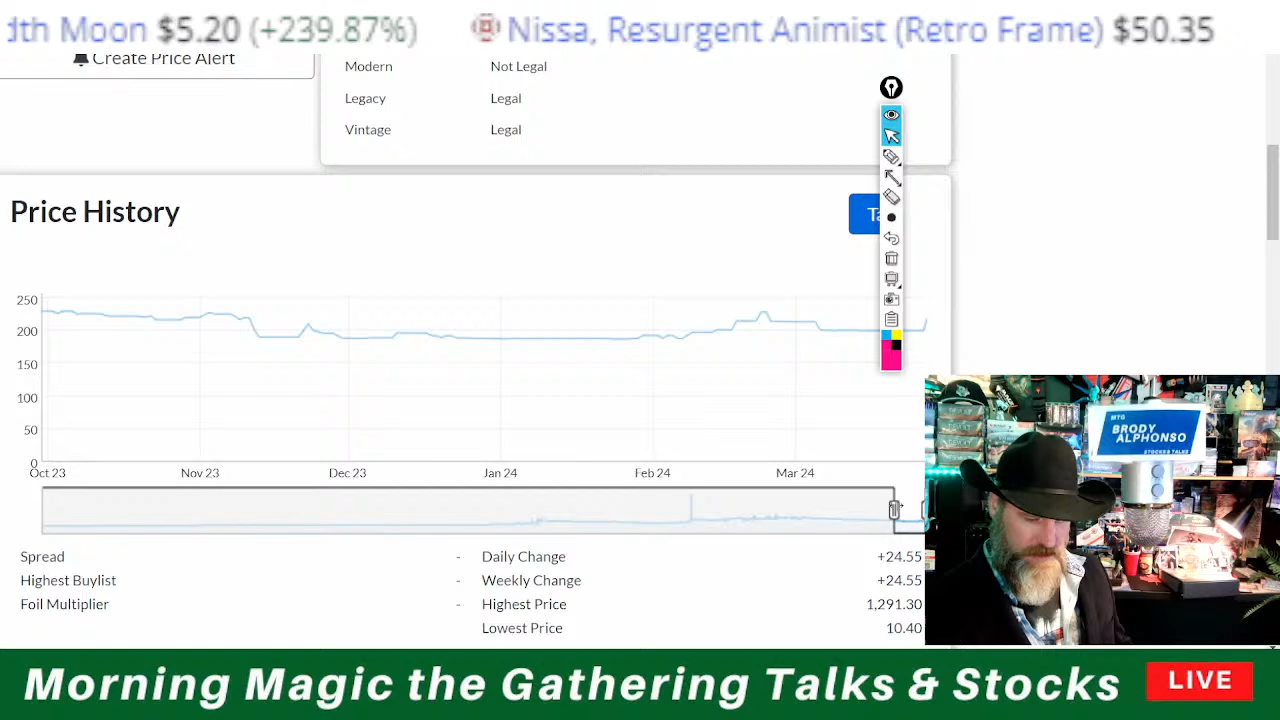 dth Moon $5.20 (+239.87%) Nissa, Resurgent Animist (Retro Frame) $50.35
Create Price Alert
Modern Not Legal
Legacy Legal
Vintage Legal
Price History
250
200
150
100
50
0
Oct 23 Nov 23 Dec 23 Jan 24 Feb 24 Mar 24
Spread - Daily Change +24.55
Highest Buylist - Weekly Change +24.55
Foil Multiplier - Highest Price 1,291.30
Lowest Price 10.40
MTG
BRODY
ALPHONSO
STOCKS & TALKS
Morning Magic the Gathering Talks & Stocks LIVE